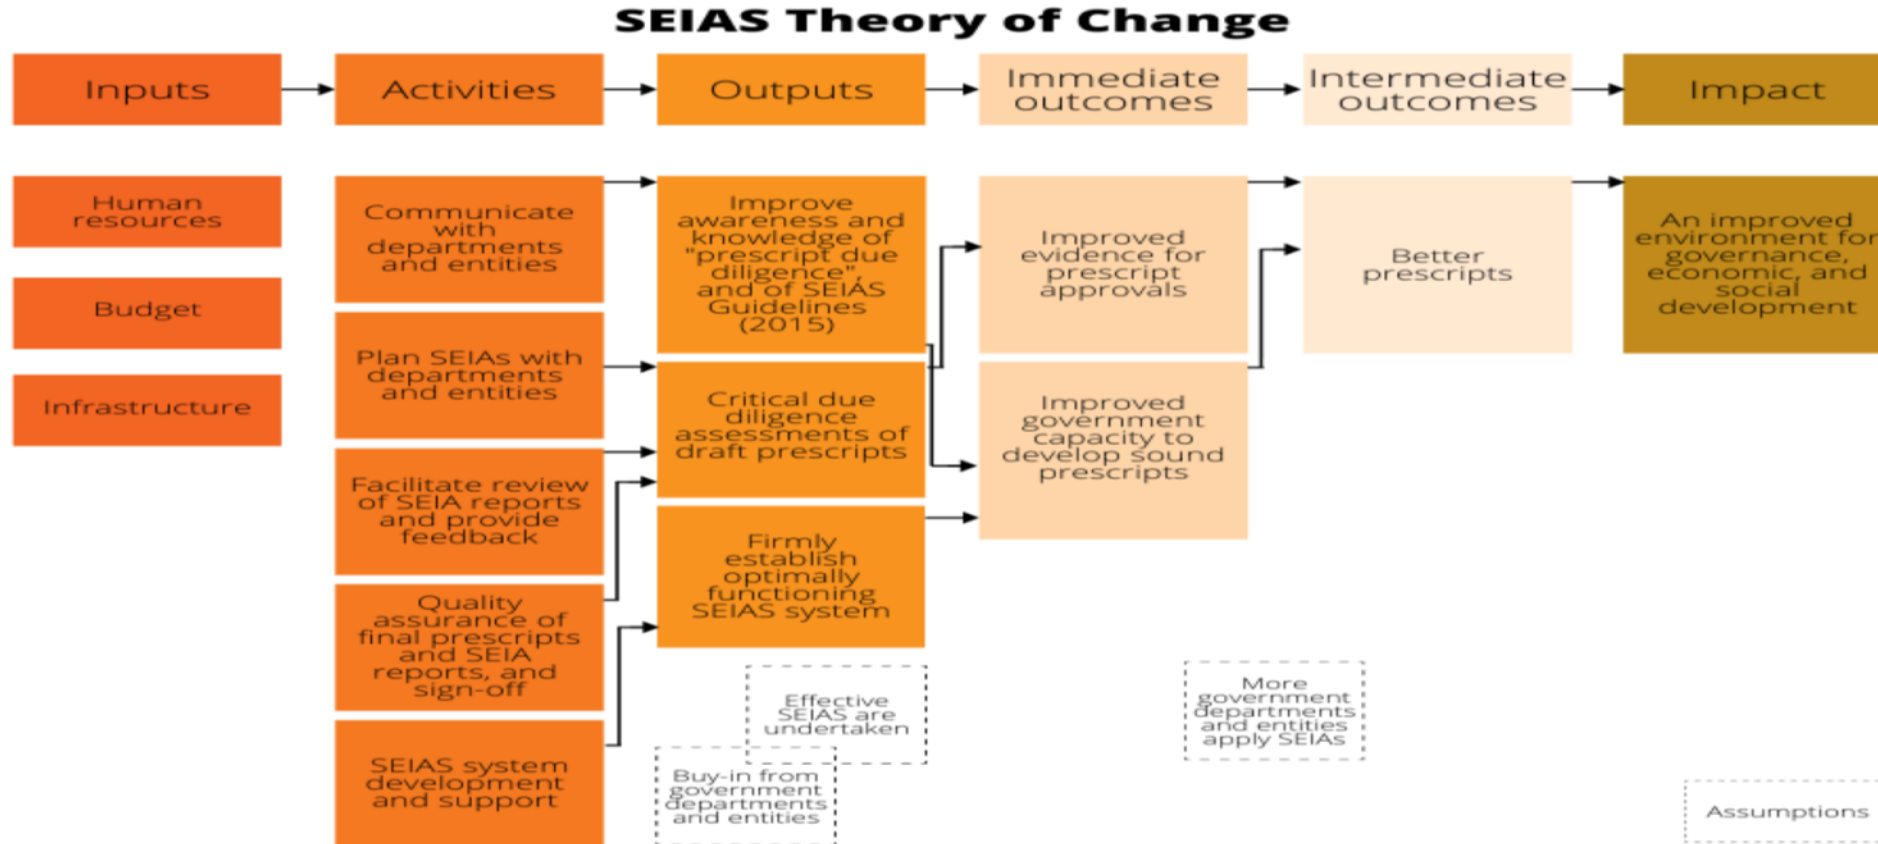 SEIAS Theory of Change
Inputs
Activities
Outputs
Immediate
outcomes
Intermediate
outcomes
Impact
Human
resources
Budget
Infrastructure
Communicate
with
departments
and entities
Plan SEIAs with
departments
and entities
Facilitate review
of SEIA reports
and provide
feedback
Quality
assurance of
final prescripts
and SEIA
reports, and
sign-off
SEIAS system
development
and support
Improve
awareness and
knowledge of
"prescript due
diligence",
and of SEIAS
Guidelines
(2015)
Critical due
diligence
assessments of
draft prescripts
Firmly
establish
optimally
functioning
SEIAS system
Effective
SEIAS are
undertaken
Buy-in from
government
departments
and entities
Improved
evidence for
prescript
approvals
Improved
government
capacity to
develop sound
prescripts
More
government
departments
and entities
apply SEIAs
Better
prescripts
An improved
environment for
governance,
economic, and
social
development
Assumptions